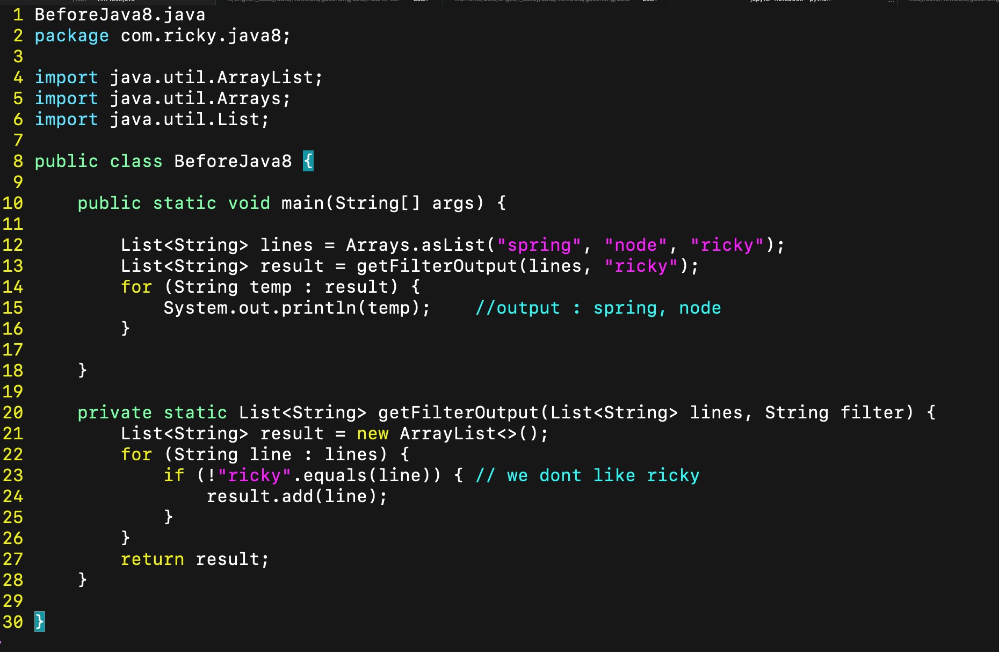 1 BeforeJava8.java
2 package com.ricky.java8;
3
4 import java.util.ArrayList;
5 import java.util.Arrays;
6 import java.util.List;
7
8 public class BeforeJava8 {
9
10     public static void main(String[] args) {
11
12         List<String> lines = Arrays.asList("spring", "node", "ricky");
13         List<String> result = getFilterOutput(lines, "ricky");
14         for (String temp : result) {
15             System.out.println(temp);    //output : spring, node
16         }
17
18     }
19
20     private static List<String> getFilterOutput(List<String> lines, String filter) {
21         List<String> result = new ArrayList<>();
22         for (String line : lines) {
23             if (!"ricky".equals(line)) { // we dont like ricky
24                 result.add(line);
25             }
26         }
27         return result;
28     }
29
30 }